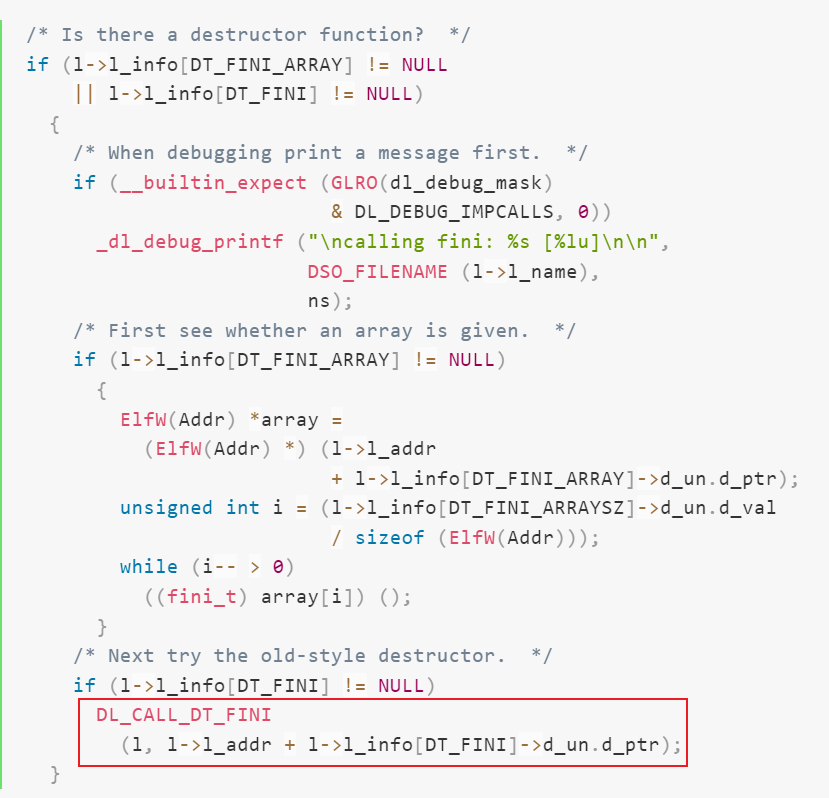 /* Is there a destructor function?  */
if (l->l_info[DT_FINI_ARRAY] != NULL
    || l->l_info[DT_FINI] != NULL)
  {
    /* When debugging print a message first.  */
    if (__builtin_expect (GLRO(dl_debug_mask)
                          & DL_DEBUG_IMPCALLS, 0))
      _dl_debug_printf ("\ncalling fini: %s [%lu]\n\n",
                        DSO_FILENAME (l->l_name),
                        ns);
    /* First see whether an array is given.  */
    if (l->l_info[DT_FINI_ARRAY] != NULL)
      {
        ElfW(Addr) *array =
          (ElfW(Addr) *) (l->l_addr
                          + l->l_info[DT_FINI_ARRAY]->d_un.d_ptr);
        unsigned int i = (l->l_info[DT_FINI_ARRAYSZ]->d_un.d_val
                          / sizeof (ElfW(Addr)));
        while (i-- > 0)
          ((fini_t) array[i]) ();
      }
    /* Next try the old-style destructor.  */
    if (l->l_info[DT_FINI] != NULL)
      DL_CALL_DT_FINI
        (l, l->l_addr + l->l_info[DT_FINI]->d_un.d_ptr);
  }